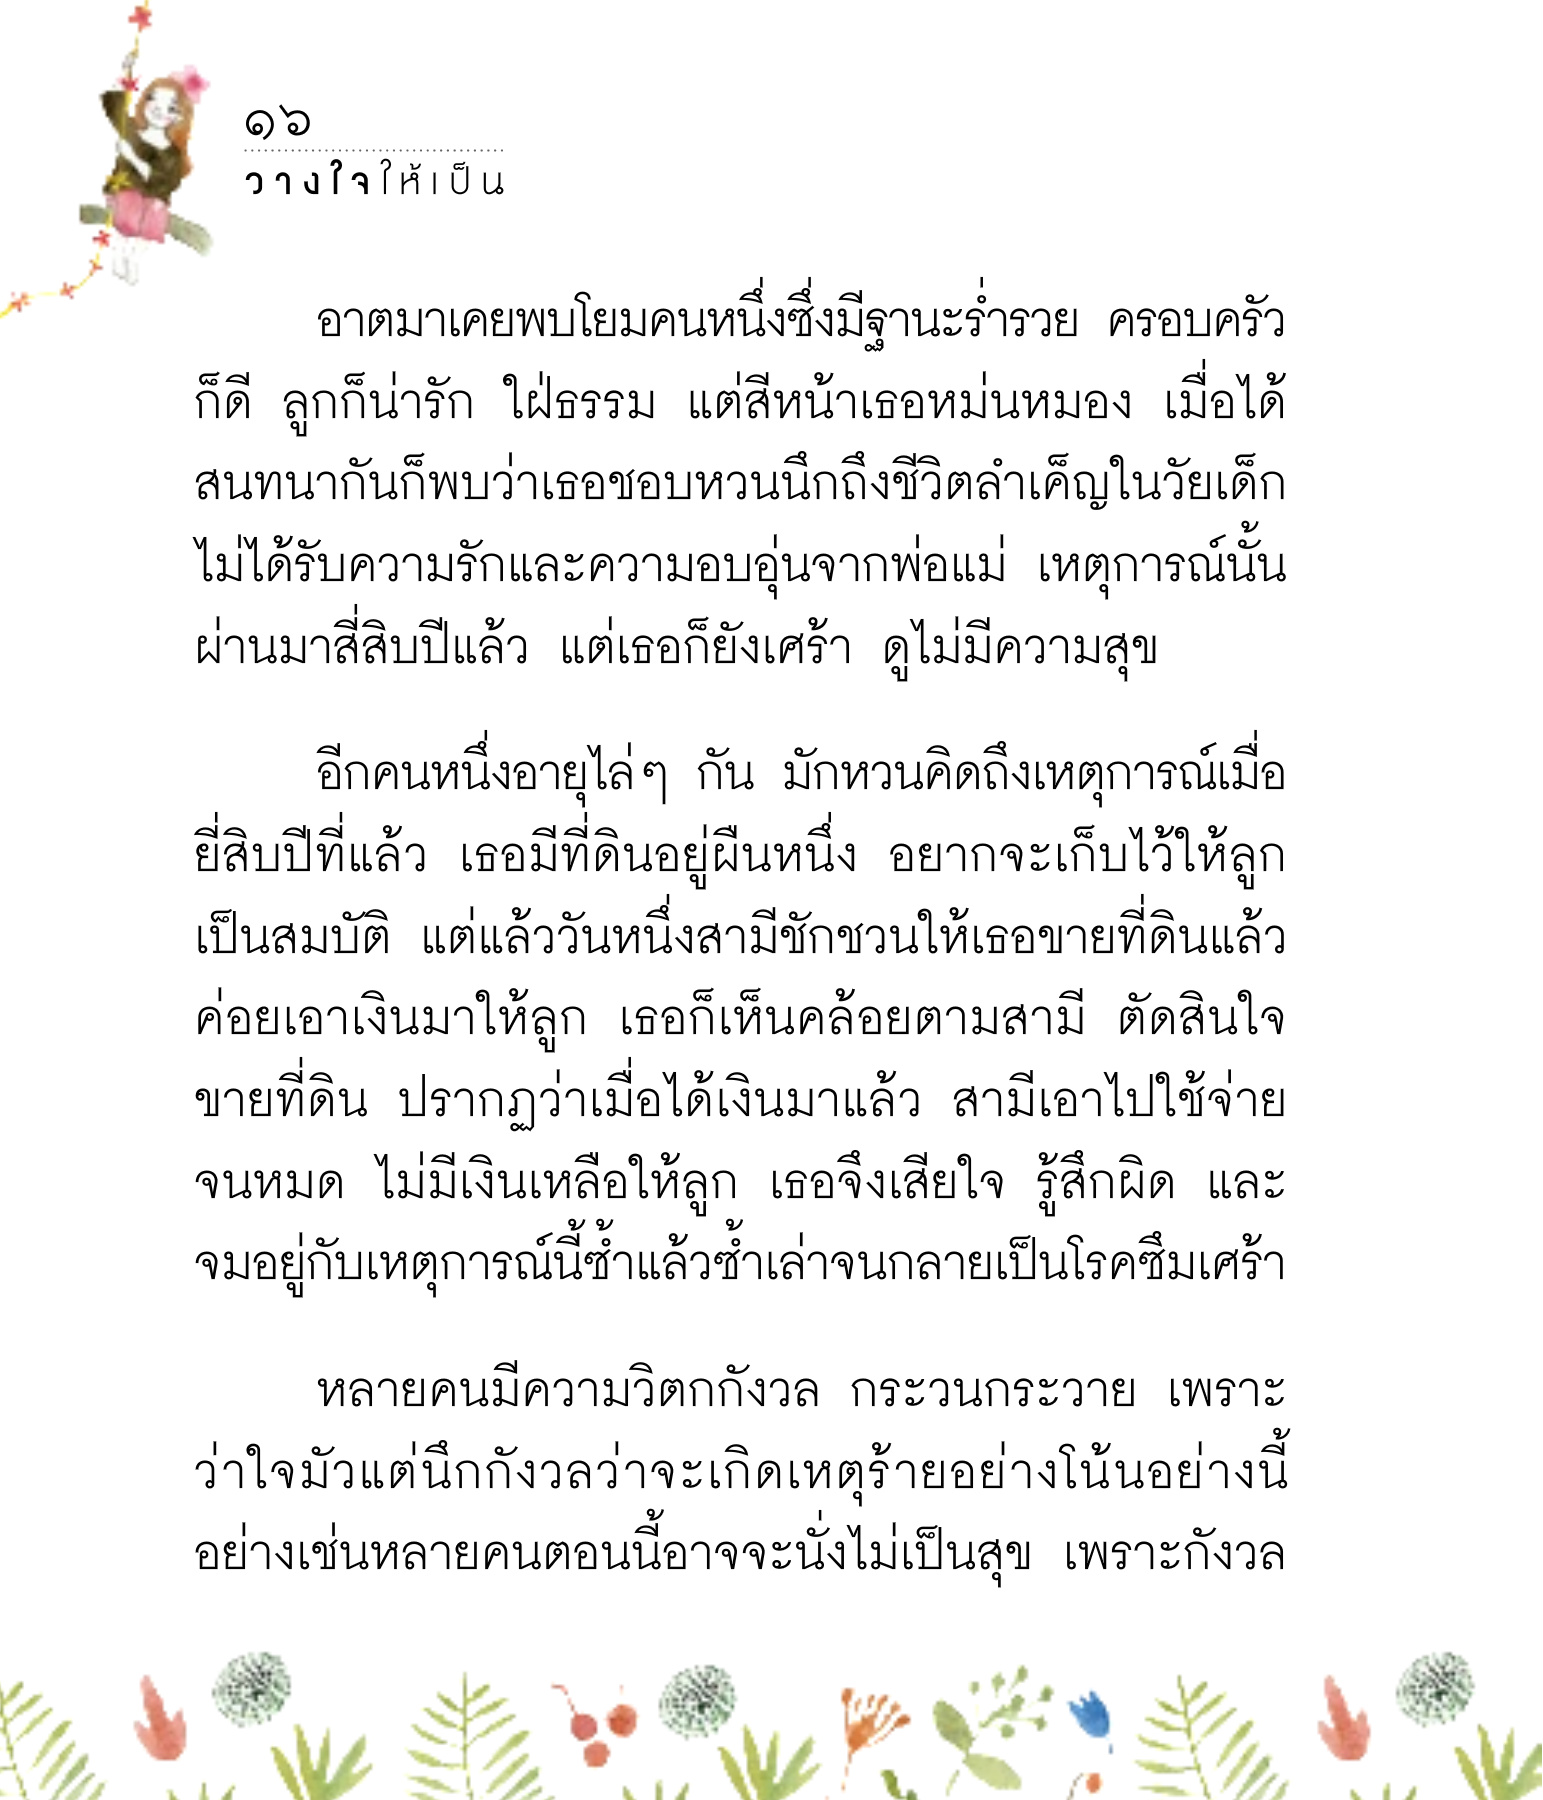 ๑๖
วางใจให้เป็น
อาตมาเคยพบโยมคนหนึ่งซึ่งมีฐานะร่ำรวย ครอบครัว
ก็ดี ลูกก็น่ารัก ใฝ่ธรรม แต่สีหน้าเธอหม่นหมอง เมื่อได้
สนทนากันก็พบว่าเธอชอบหวนนึกถึงชีวิตลำเค็ญในวัยเด็ก
ไม่ได้รับความรักและความอบอุ่นจากพ่อแม่ เหตุการณ์นั้น
ผ่านมาสี่สิบปีแล้ว แต่เธอก็ยังเศร้า ดูไม่มีความสุข
อีกคนหนึ่งอายุไล่ๆ กัน มักหวนคิดถึงเหตุการณ์เมื่อ
ยี่สิบปีที่แล้ว เธอมีที่ดินอยู่ผืนหนึ่ง อยากจะเก็บไว้ให้ลูก
เป็นสมบัติ แต่แล้ววันหนึ่งสามีชักชวนให้เธอขายที่ดินแล้ว
ค่อยเอาเงินมาให้ลูก เธอก็เห็นคล้อยตามสามี ตัดสินใจ
ขายที่ดิน ปรากฏว่าเมื่อได้เงินมาแล้ว สามีเอาไปใช้จ่าย
จนหมด ไม่มีเงินเหลือให้ลูก เธอจึงเสียใจ รู้สึกผิด และ
จมอยู่กับเหตุการณ์นี้ซ้ำแล้วซ้ำเล่าจนกลายเป็นโรคซึมเศร้า
หลายคนมีความวิตกกังวล กระวนกระวาย เพราะ
ว่าใจมัวแต่นึกกังวลว่าจะเกิดเหตุร้ายอย่างโน้นอย่างนี้
อย่างเช่นหลายคนตอนนี้อาจจะนั่งไม่เป็นสุข เพราะกังวล